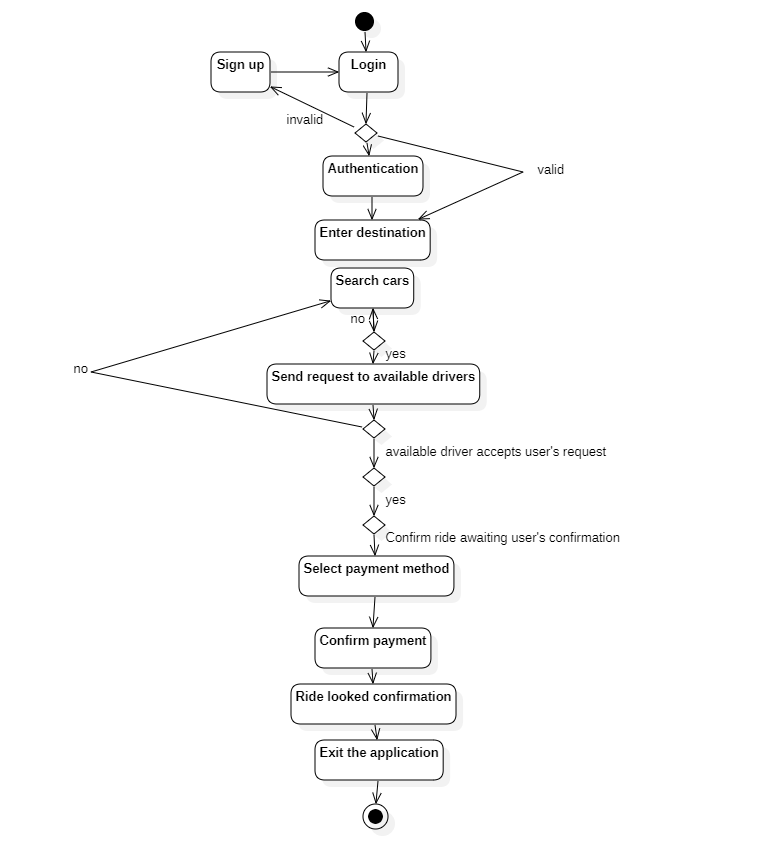 Sign up
Login
invalid
Authentication
valid
Enter destination
Search cars
no
yes
no
Send request to available drivers
available driver accepts user's request
yes
Confirm ride awaiting user's confirmation
Select payment method
Confirm payment
Ride looked confirmation
Exit the application